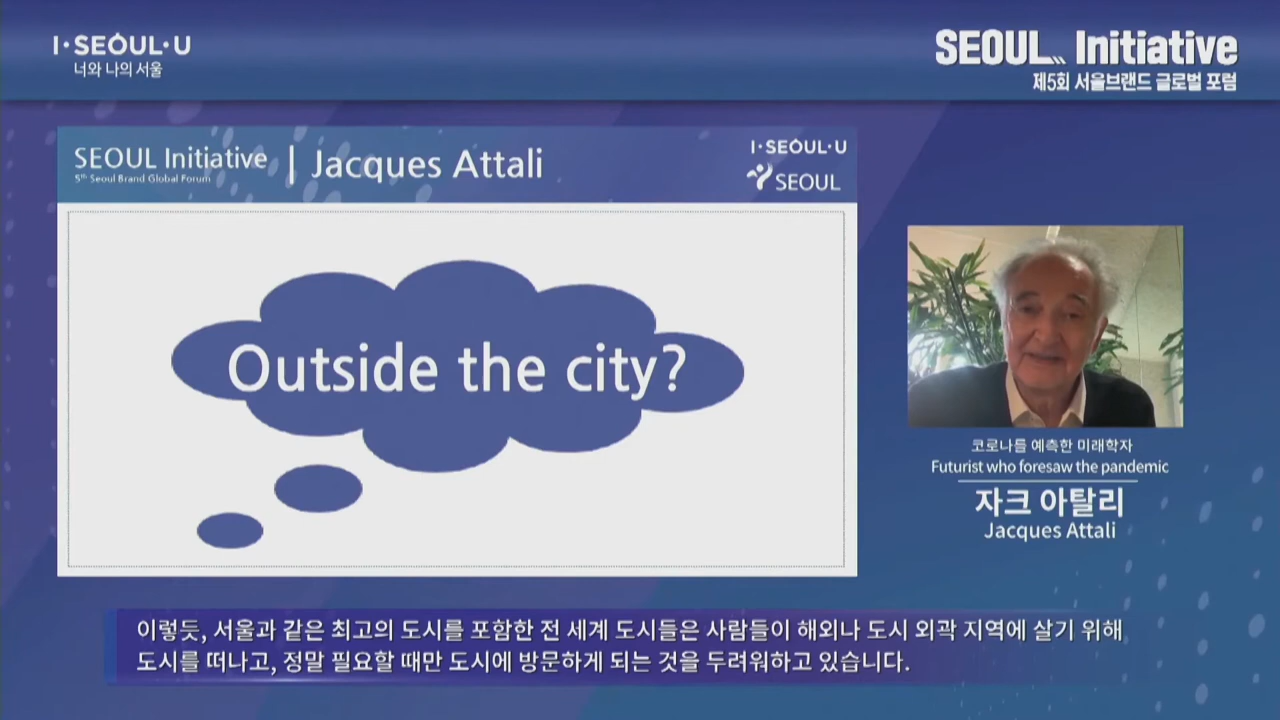 I·SEOUL·U
너와 나의 서울
SEOUL Initiative
제5회 서울브랜드 글로벌 포럼
SEOUL Initiative | Jacques Attali
5th Seoul Brand Global Forum
I·SEOUL·U
SEOUL
Outside the city?
코로나를 예측한 미래학자
Futurist who foresaw the pandemic
자크 아탈리
Jacques Attali
이렇듯, 서울과 같은 최고의 도시를 포함한 전 세계 도시들은 사람들이 해외나 도시 외곽 지역에 살기 위해
도시를 떠나고, 정말 필요할 때만 도시에 방문하게 되는 것을 두려워하고 있습니다.